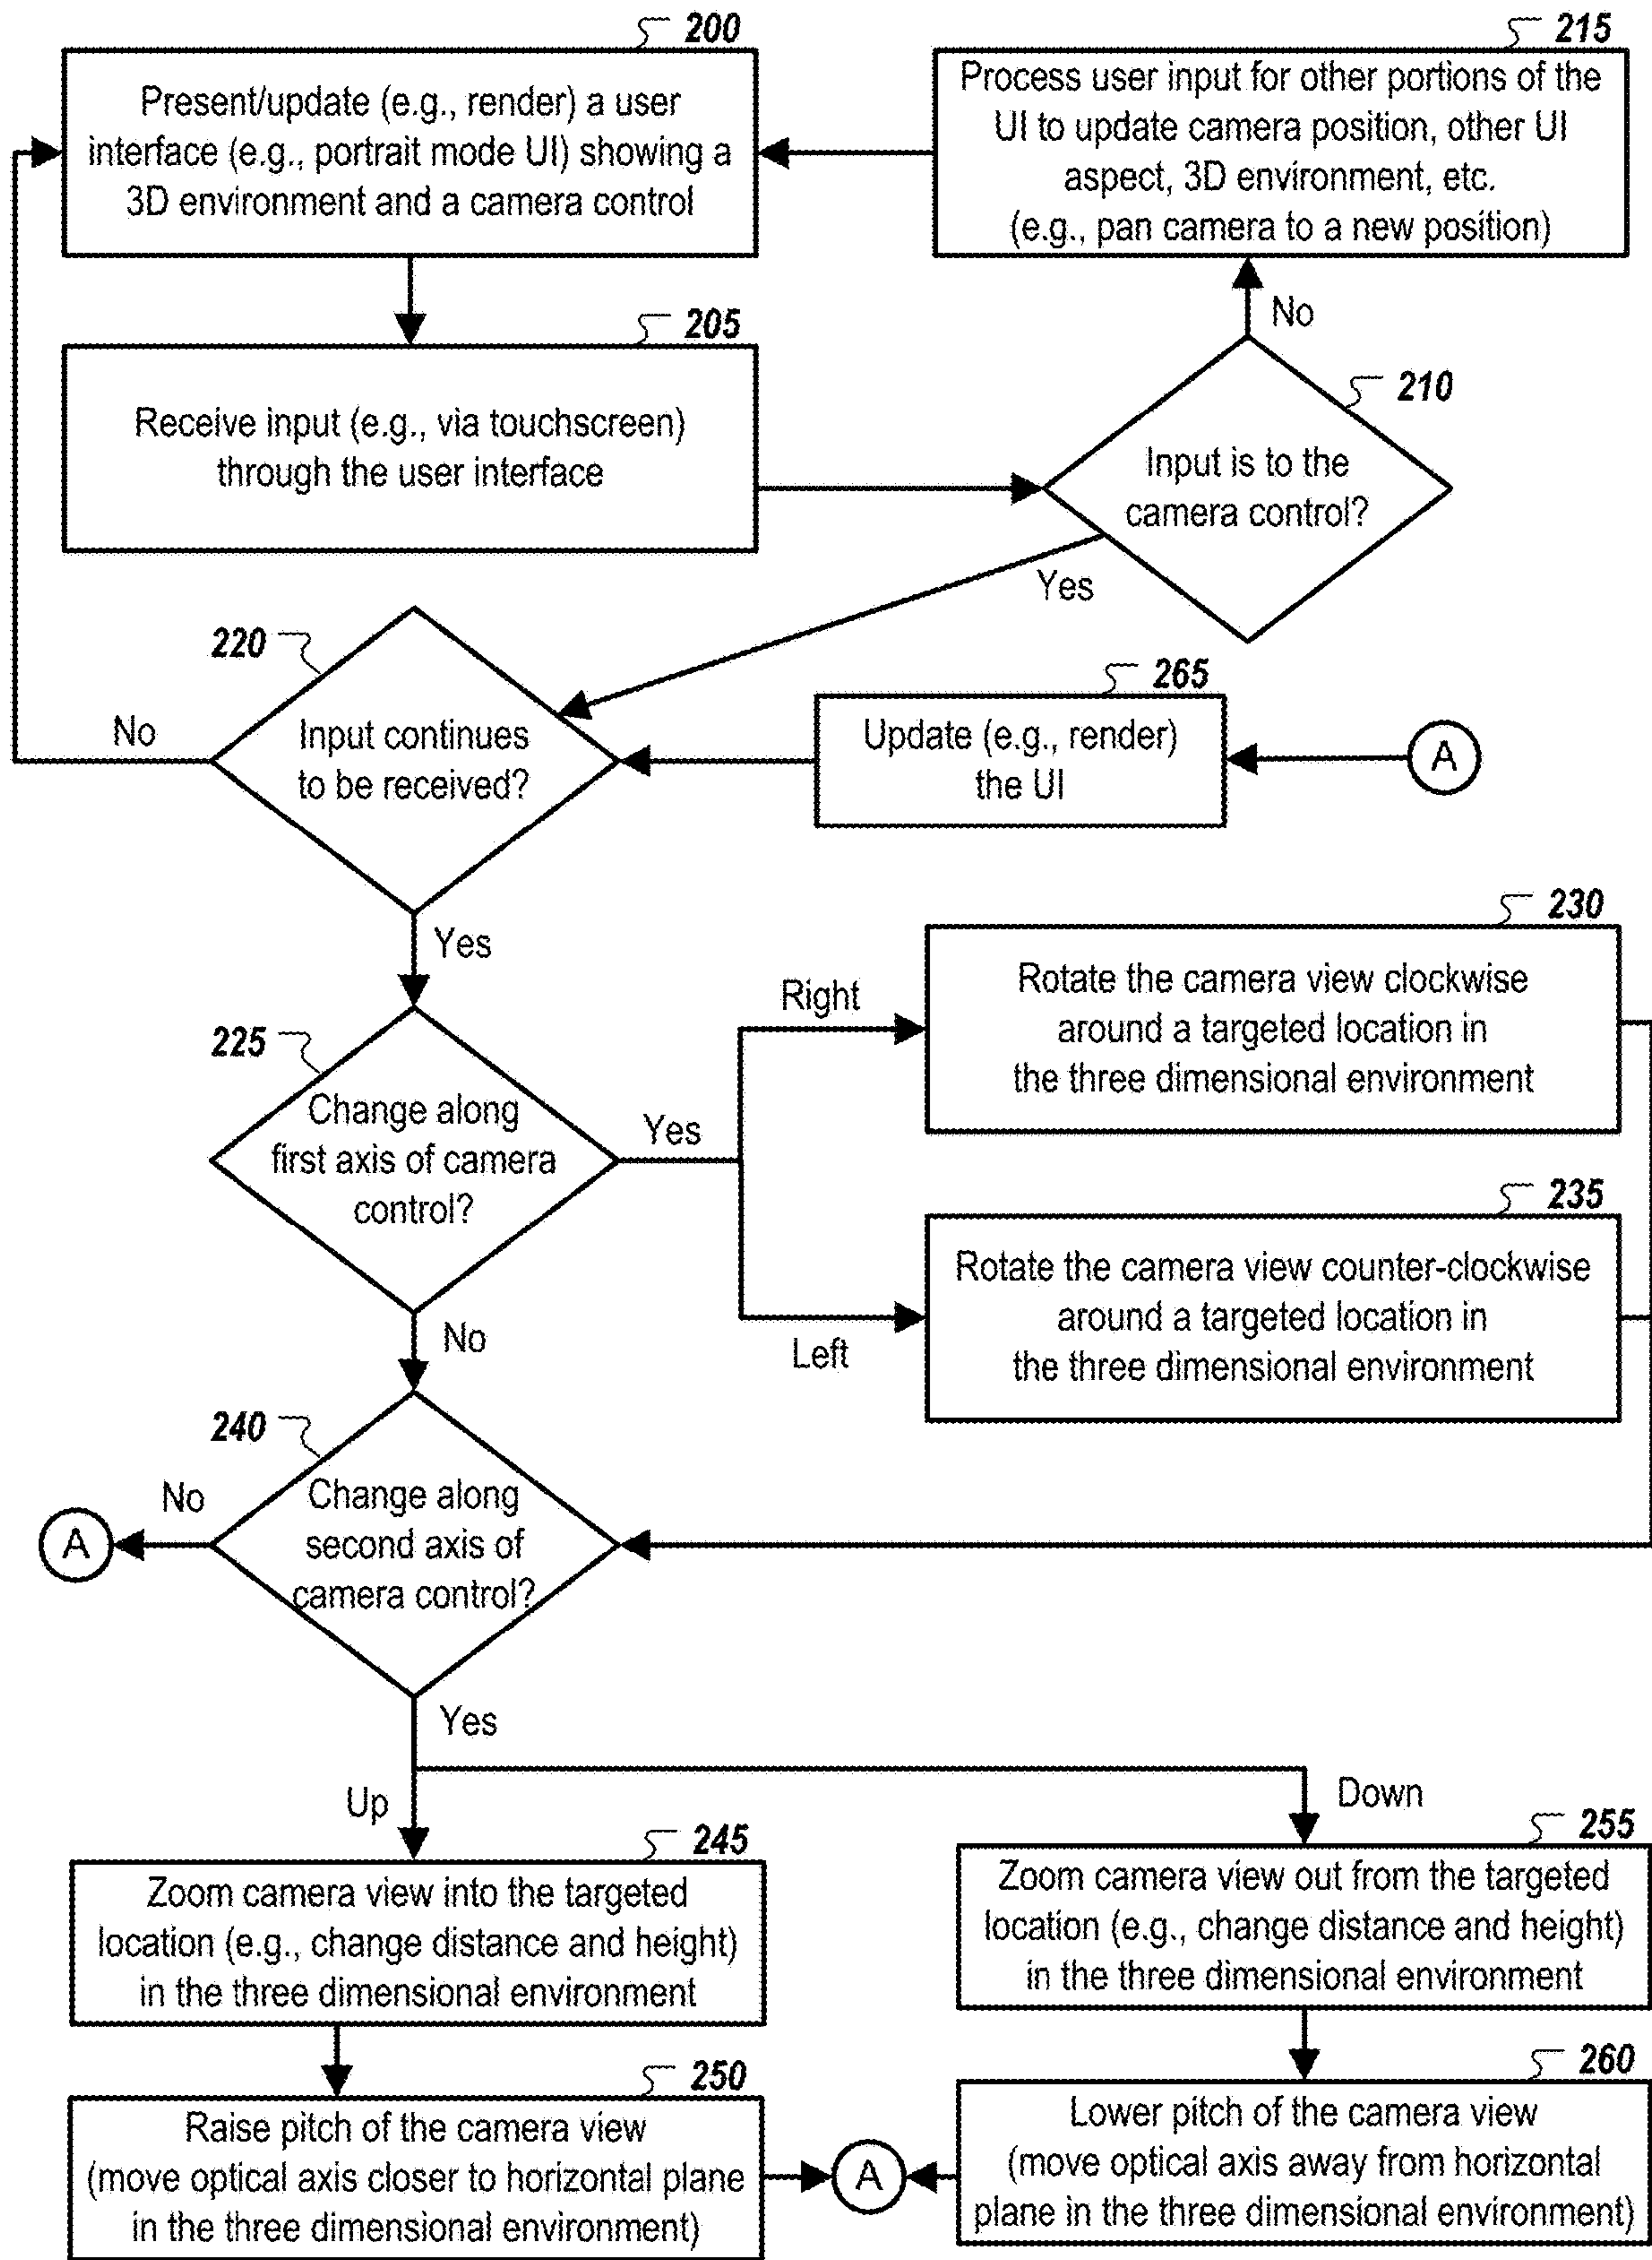 200
Present/update (e.g., render) a user
interface (e.g., portrait mode UI) showing a
3D environment and a camera control
215
Process user input for other portions of the
UI to update camera position, other UI
aspect, 3D environment, etc.
(e.g., pan camera to a new position)
No
205
Receive input (e.g., via touchscreen)
through the user interface
210
Input is to the
camera control?
Yes
220
Input continues
to be received?
No
265
Update (e.g., render)
the UI
A
Yes
225
Change along
first axis of camera
control?
Yes
Right
230
Rotate the camera view clockwise
around a targeted location in
the three dimensional environment
Left
235
Rotate the camera view counter-clockwise
around a targeted location in
the three dimensional environment
No
240
Change along
second axis of
camera control?
No
A
Yes
Up
Down
245
Zoom camera view into the targeted
location (e.g., change distance and height)
in the three dimensional environment
255
Zoom camera view out from the targeted
location (e.g., change distance and height)
in the three dimensional environment
250
Raise pitch of the camera view
(move optical axis closer to horizontal plane
in the three dimensional environment)
A
260
Lower pitch of the camera view
(move optical axis away from horizontal
plane in the three dimensional environment)